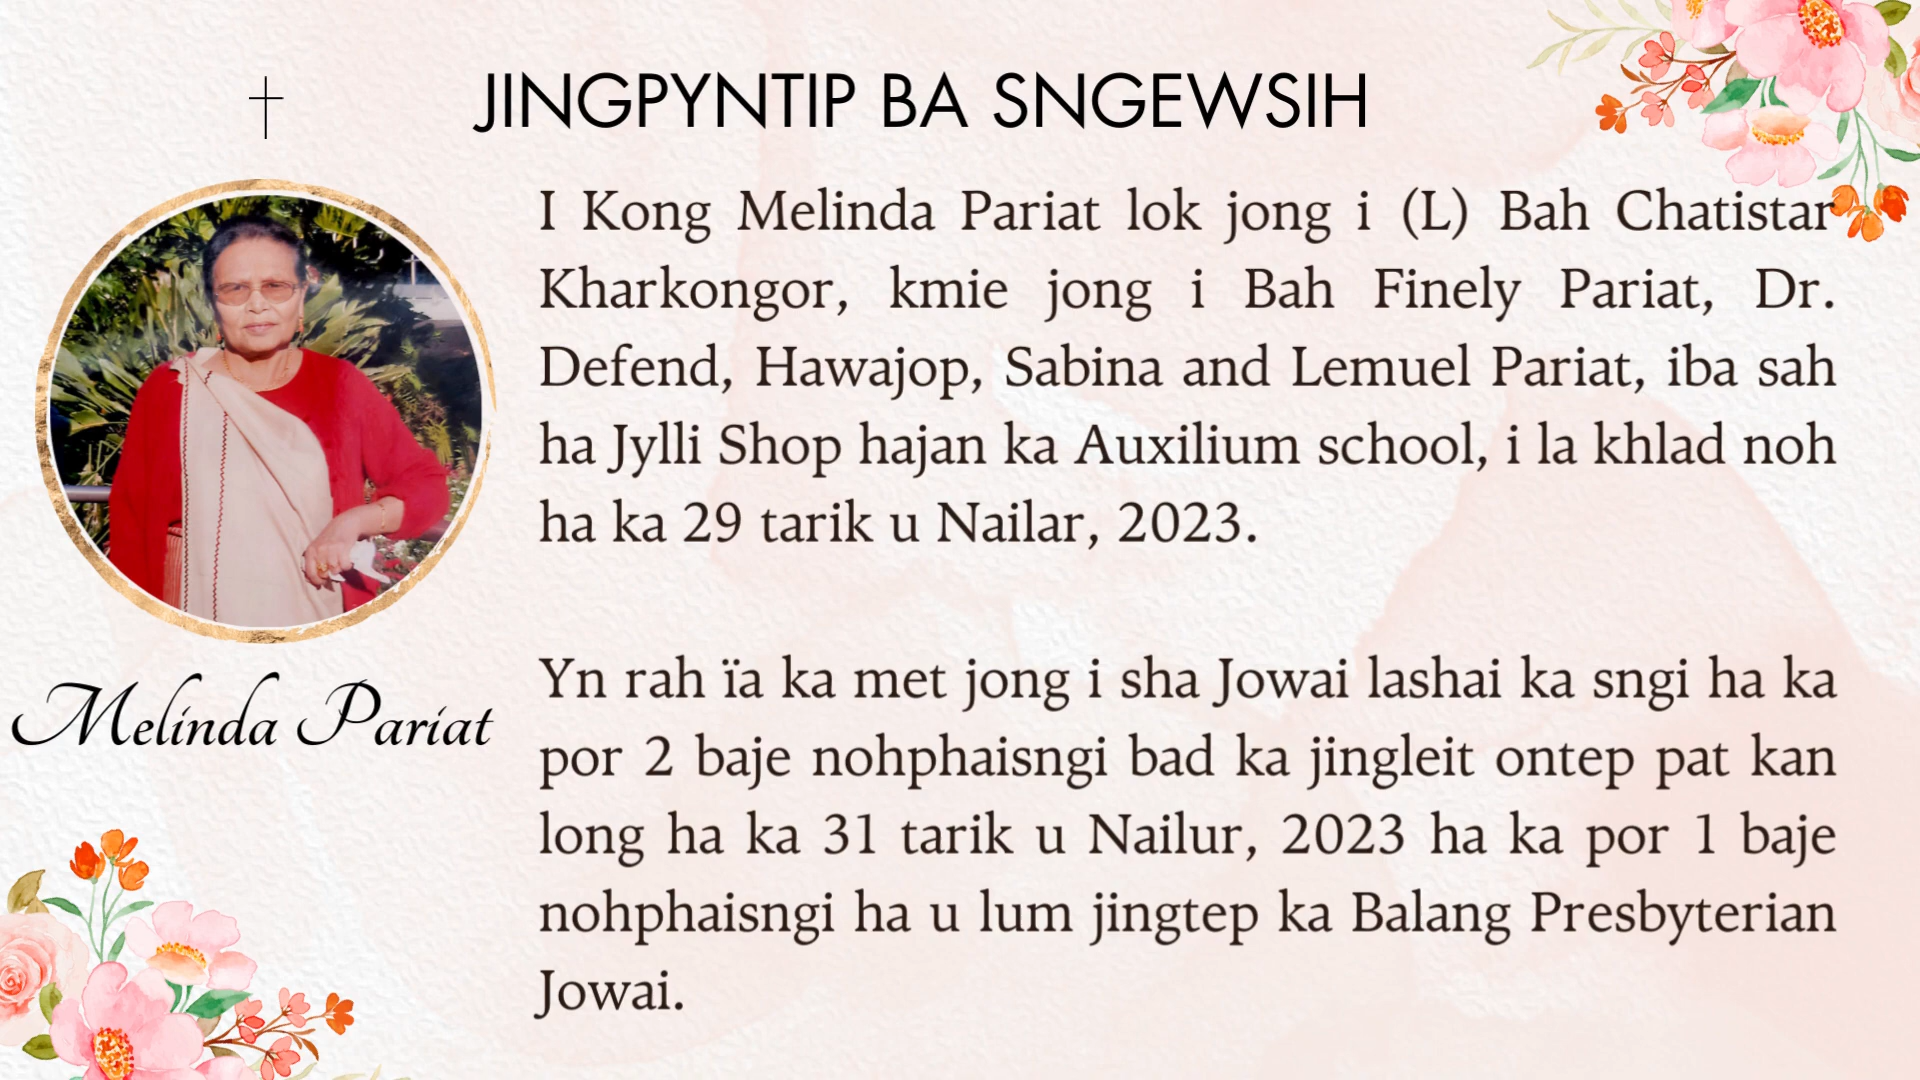 JINGPYNTIP BA SNGEWSIH
I Kong Melinda Pariat lok jong i (L) Bah Chatistar
Kharkongor, kmie jong i Bah Finely Pariat, Dr.
Defend, Hawajop, Sabina and Lemuel Pariat, iba sah
ha Jylli Shop hajan ka Auxilium school, i la khlad noh
ha ka 29 tarik u Nailar, 2023.
Yn rah ïa ka met jong i sha Jowai lashai ka sngi ha ka
por 2 baje nohphaisngi bad ka jingleit ontep pat kan
long ha ka 31 tarik u Nailur, 2023 ha ka por 1 baje
nohphaisngi ha u lum jingtep ka Balang Presbyterian
Jowai.
Melinda Pariat